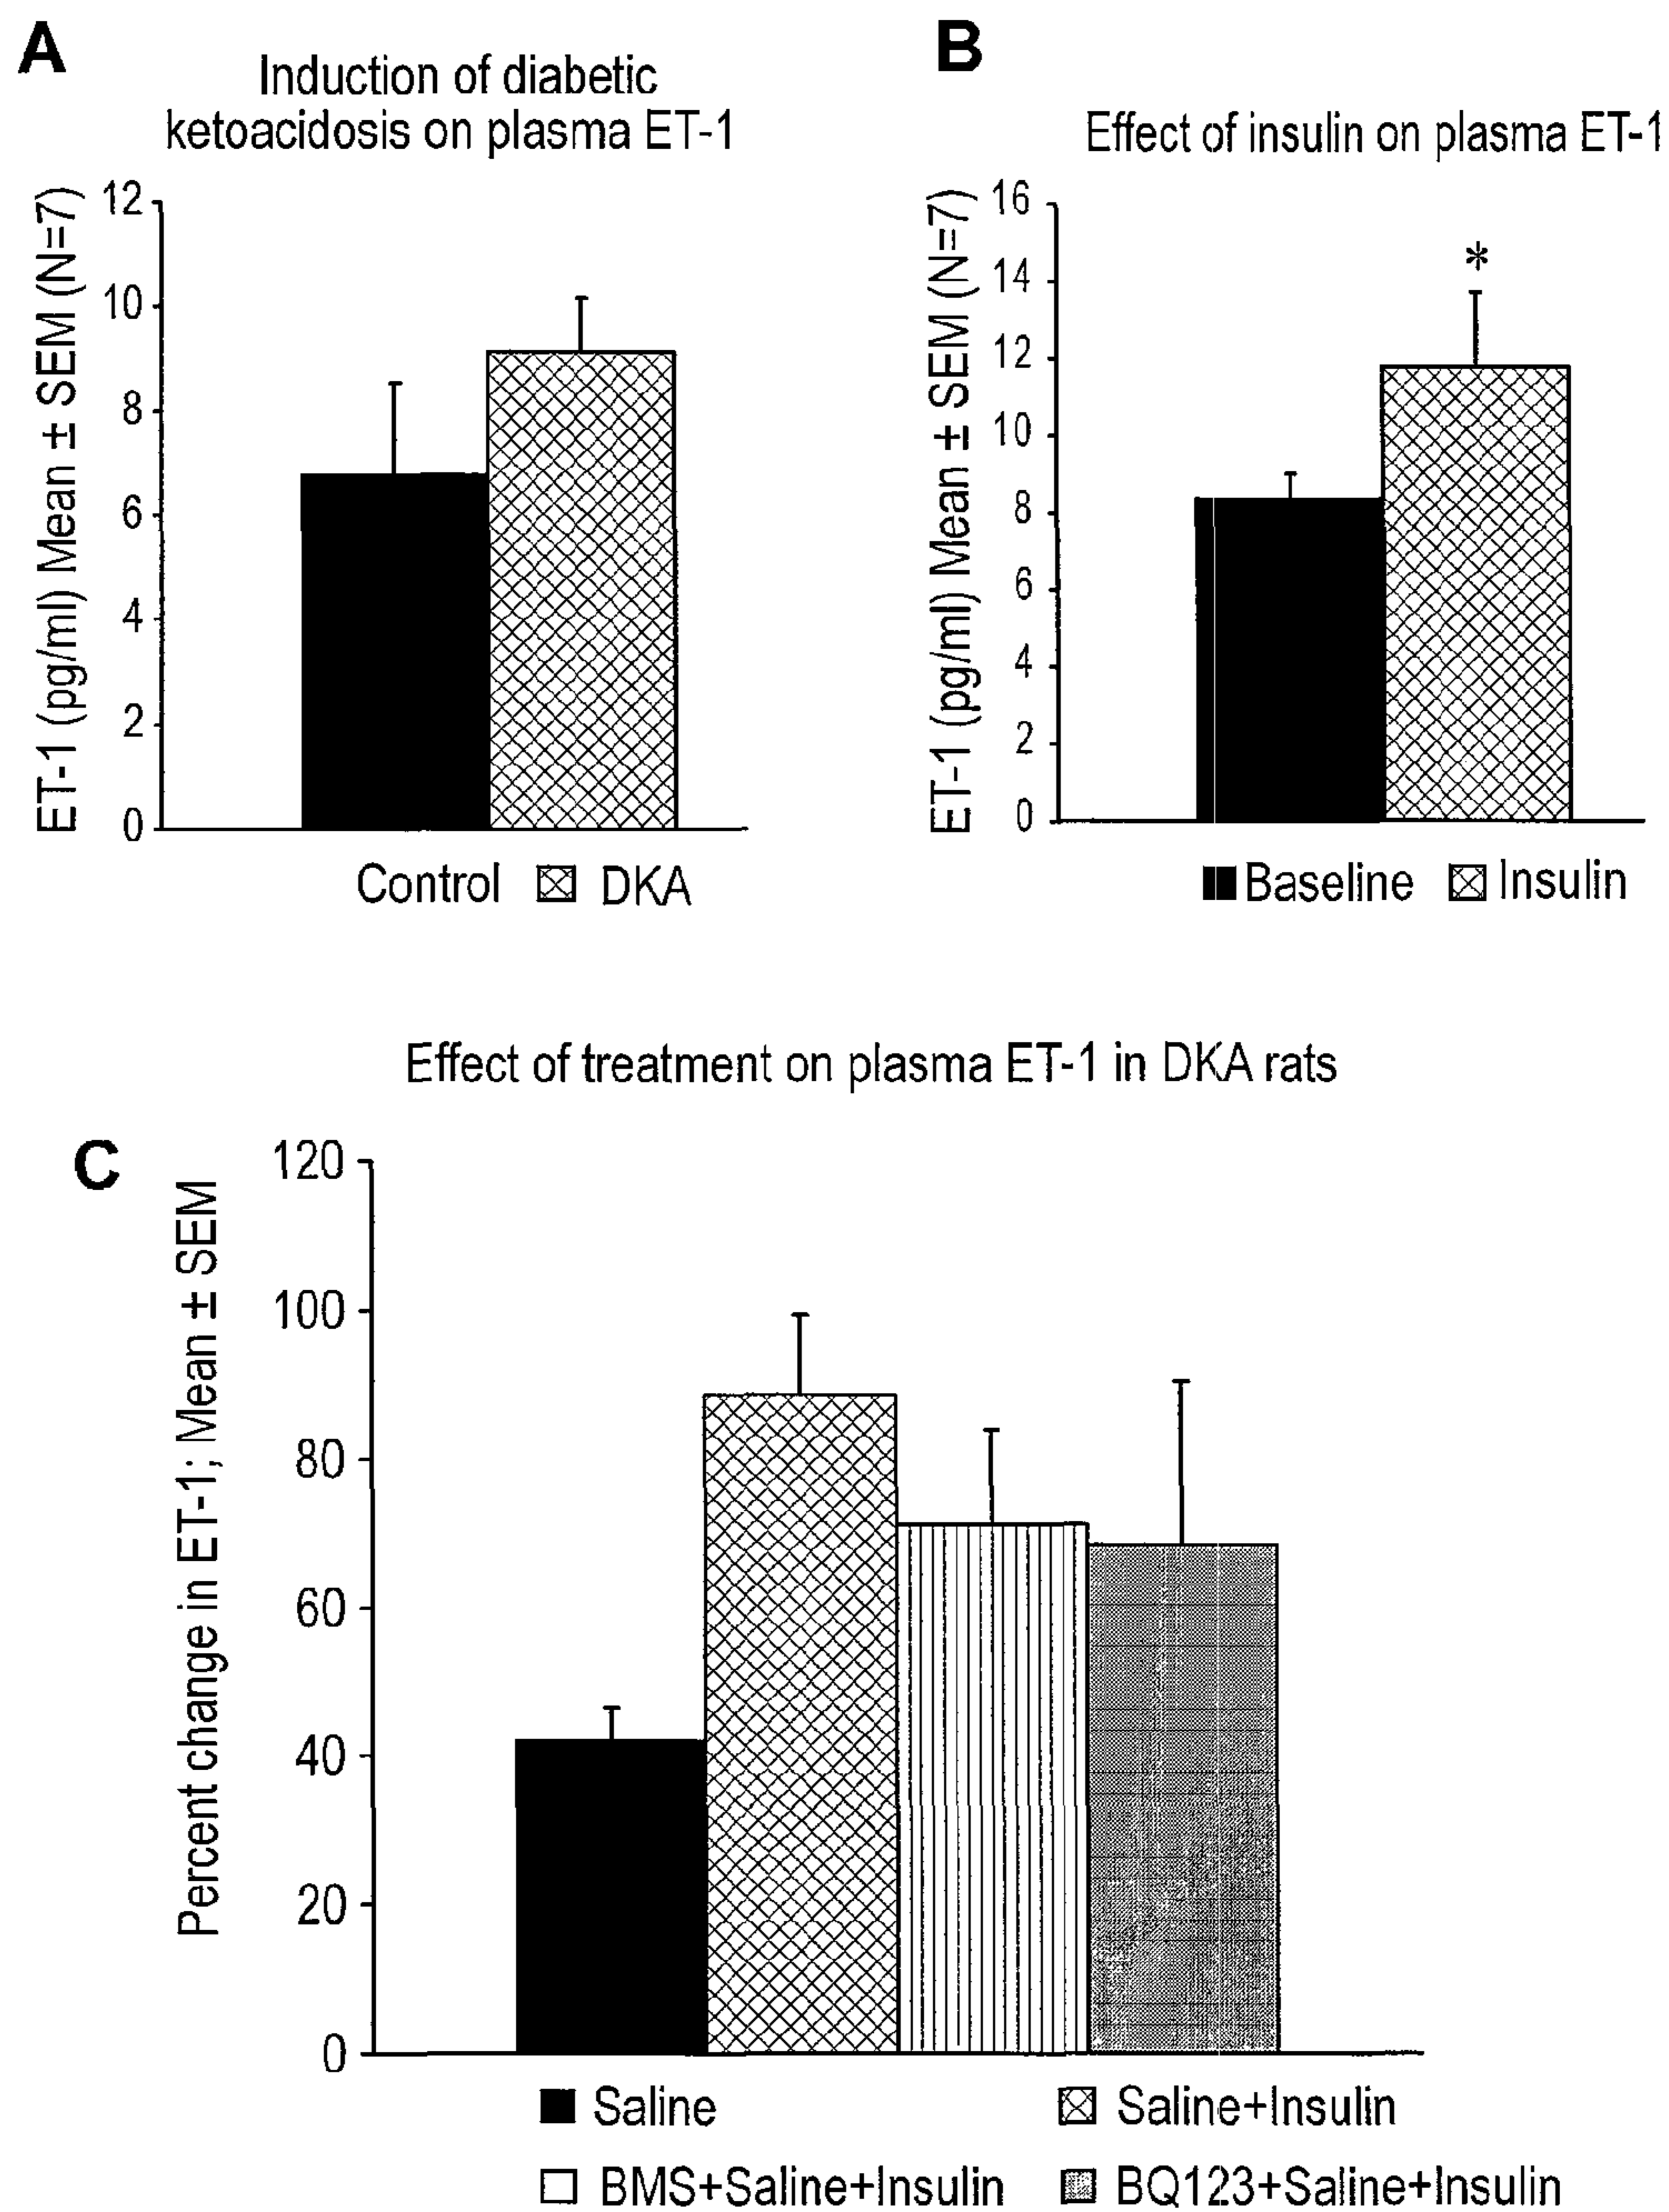 A
Induction of diabetic
ketoacidosis on plasma ET-1
ET-1 (pg/ml) Mean ± SEM (N=7)
12
10
8
6
4
2
0
Control DKA
B
Effect of insulin on plasma ET-1
ET-1 (pg/ml) Mean ± SEM (N=7)
16
14
12
10
8
6
4
2
0
*
Baseline Insulin
Effect of treatment on plasma ET-1 in DKA rats
C
Percent change in ET-1; Mean ± SEM
120
100
80
60
40
20
0
Saline Saline+Insulin
BMS+Saline+Insulin BQ123+Saline+Insulin